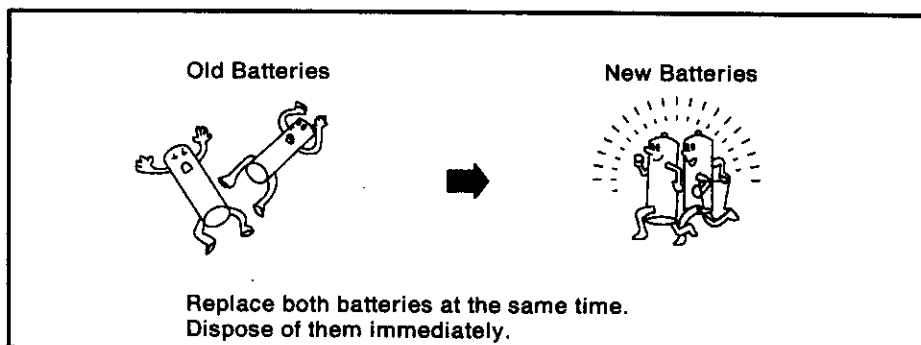 Old Batteries
New Batteries
Replace both batteries at the same time.
Dispose of them immediately.